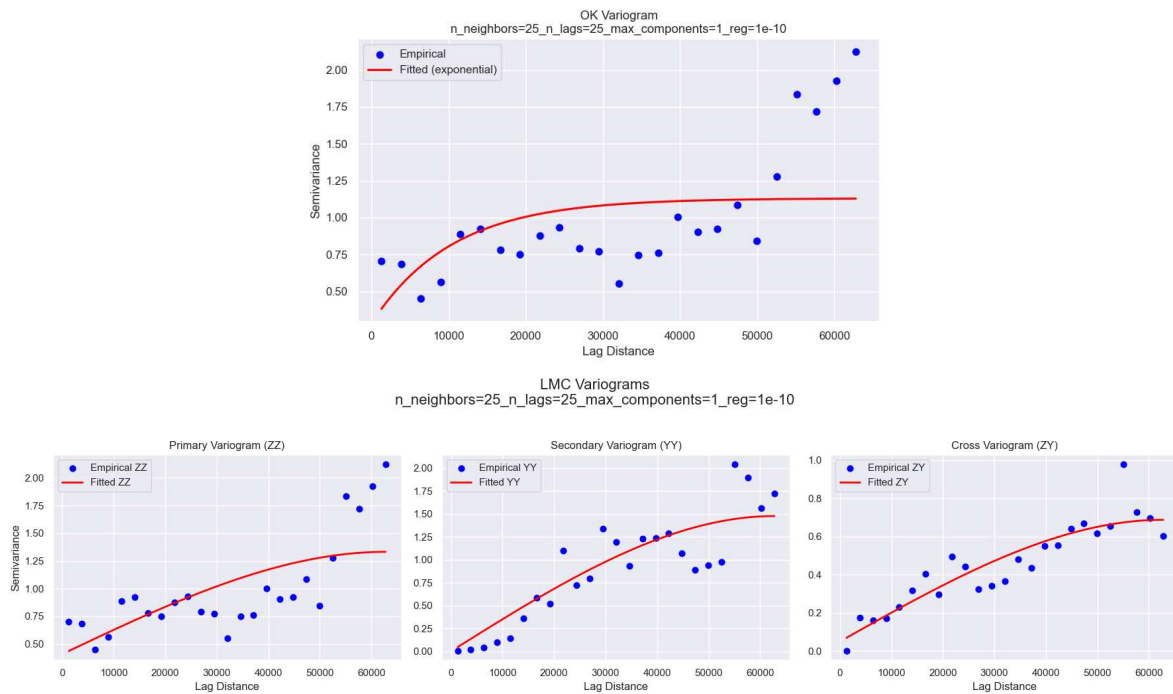 OK Variogram
n_neighbors=25_n_lags=25_max_components=1_reg=1e-10
Empirical
Fitted (exponential)
2.00
1.75
1.50
1.25
1.00
0.75
0.50
Semivariance
0 10000 20000 30000 40000 50000 60000
Lag Distance
LMC Variograms
n_neighbors=25_n_lags=25_max_components=1_reg=1e-10
Primary Variogram (ZZ)
Empirical ZZ
Fitted ZZ
2.00
1.75
1.50
1.25
1.00
0.75
0.50
Semivariance
0 10000 20000 30000 40000 50000 60000
Lag Distance
Secondary Variogram (YY)
Empirical YY
Fitted YY
2.00
1.75
1.50
1.25
1.00
0.75
0.50
0.25
0.00
0 10000 20000 30000 40000 50000 60000
Lag Distance
Cross Variogram (ZY)
Empirical ZY
Fitted ZY
1.0
0.8
0.6
0.4
0.2
0.0
0 10000 20000 30000 40000 50000 60000
Lag Distance